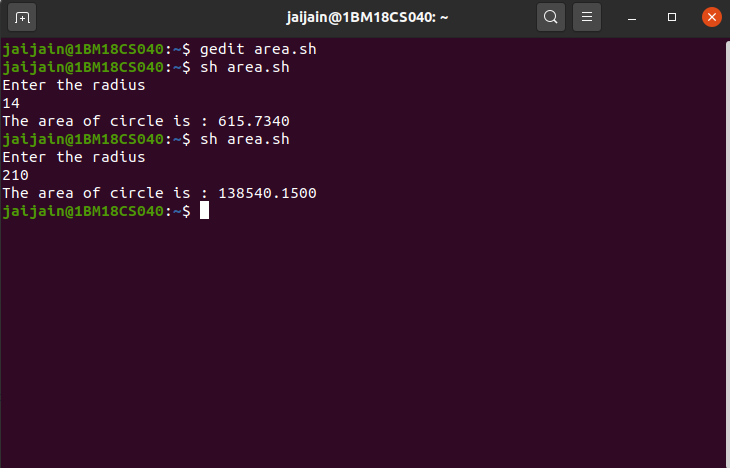 jaijain@1BM18CS040: ~
jaijain@1BM18CS040:~$ gedit area.sh
jaijain@1BM18CS040:~$ sh area.sh
Enter the radius
14
The area of circle is : 615.7340
jaijain@1BM18CS040:~$ sh area.sh
Enter the radius
210
The area of circle is : 138540.1500
jaijain@1BM18CS040:~$